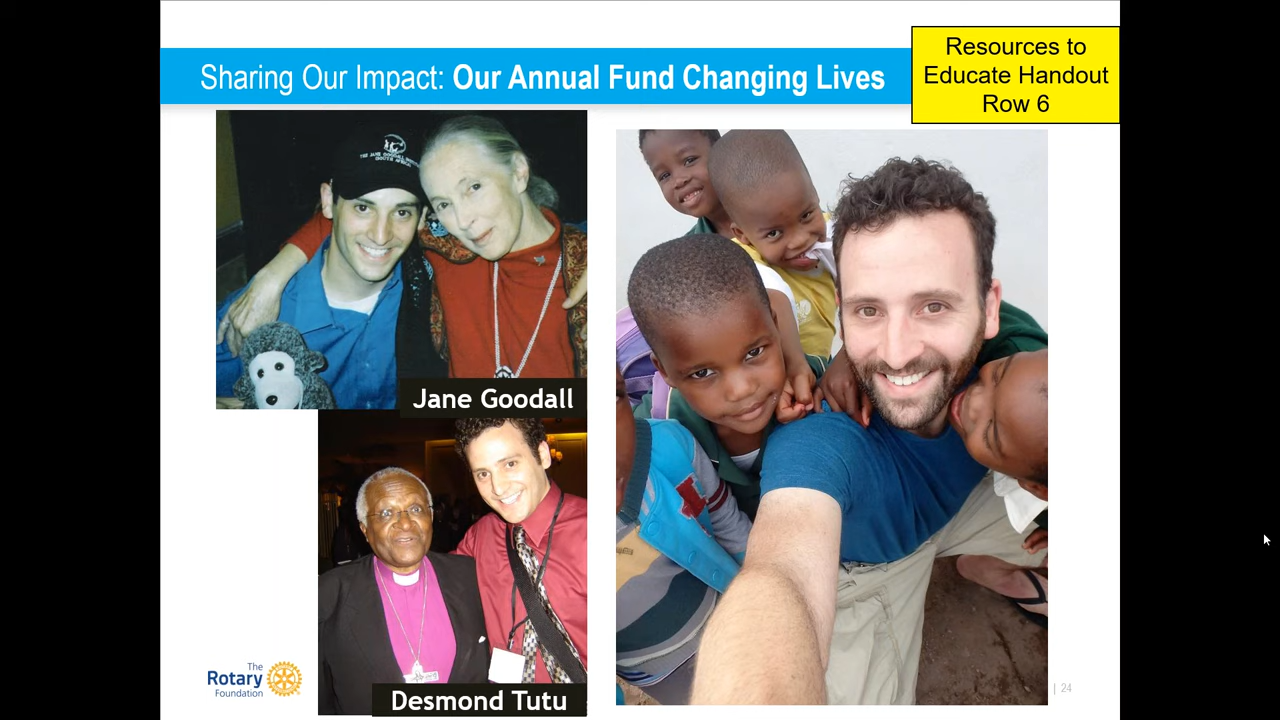 Sharing Our Impact: Our Annual Fund Changing Lives
Resources to
Educate Handout
Row 6
Jane Goodall
Desmond Tutu
The
Rotary
Foundation
| 24